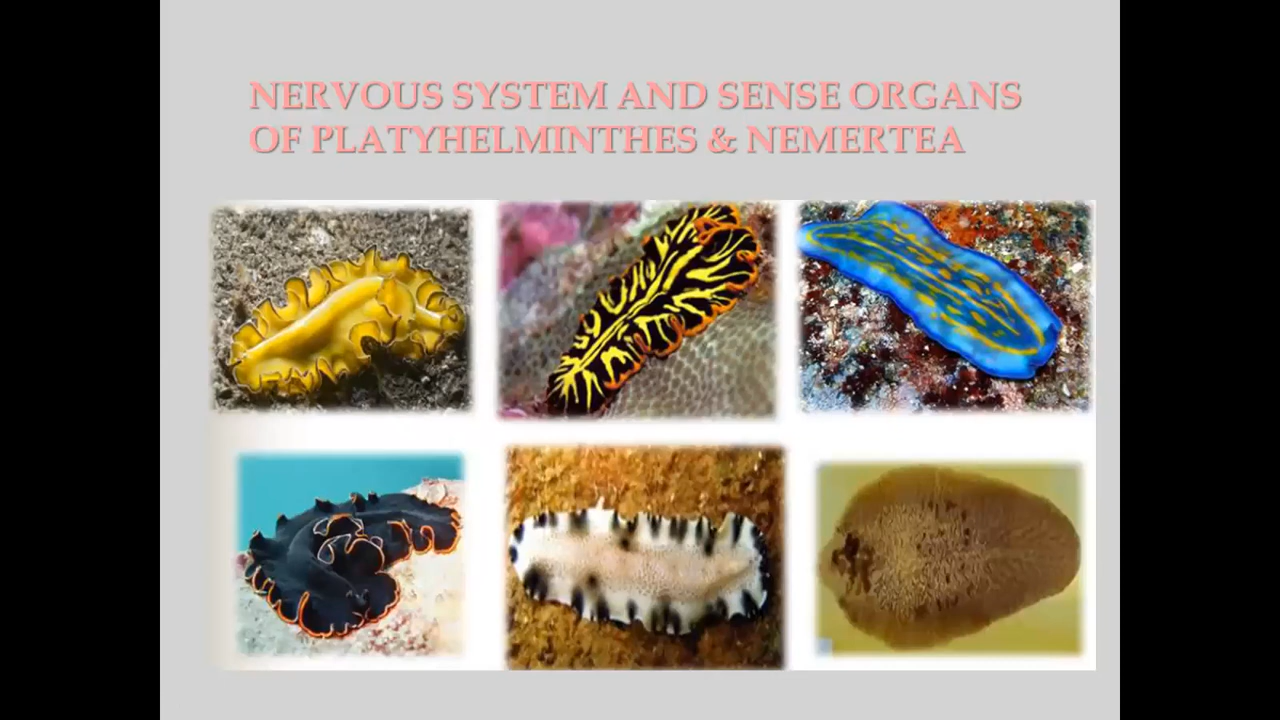 NERVOUS SYSTEM AND SENSE ORGANS
OF PLATYHELMINTHES & NEMERTEA